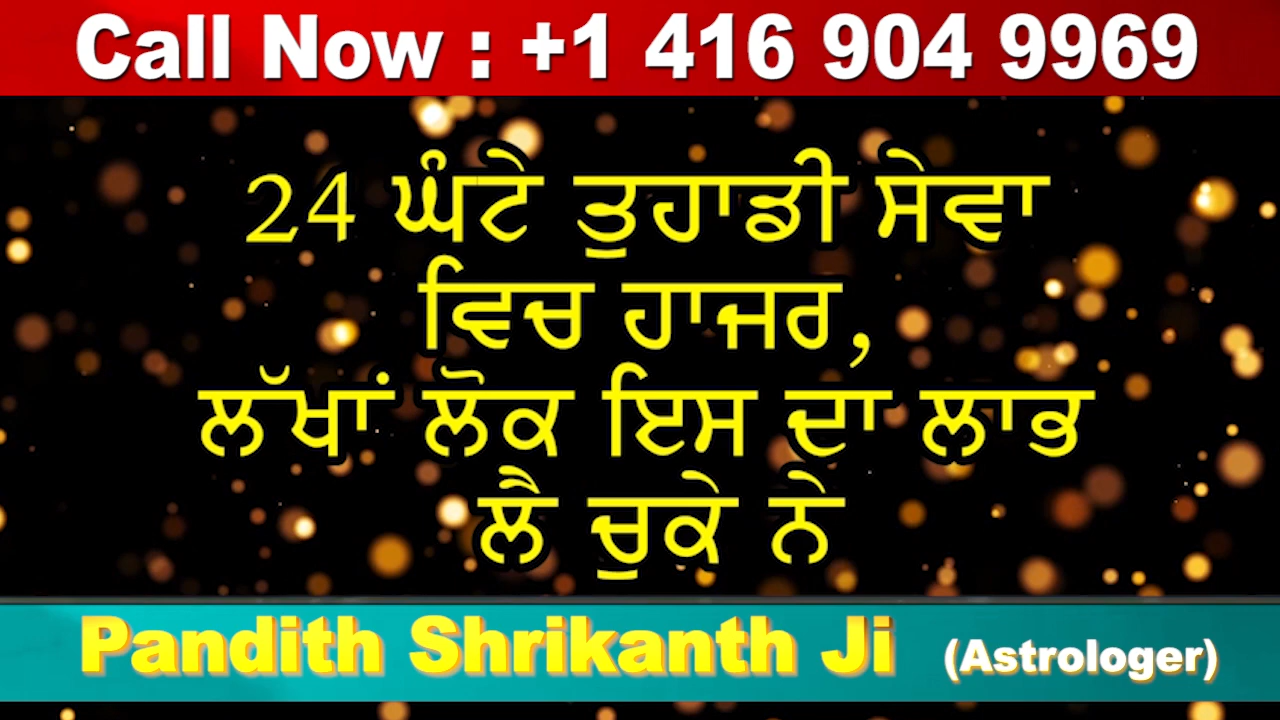 Call Now : +1 416 904 9969
24 ਘੰਟੇ ਤੁਹਾਡੀ ਸੇਵਾ
ਵਿਚ ਹਾਜਰ,
ਲੱਖਾਂ ਲੋਕ ਇਸ ਦਾ ਲਾਭ
ਲੈ ਚੁਕੇ ਨੇ
Pandith Shrikanth Ji (Astrologer)